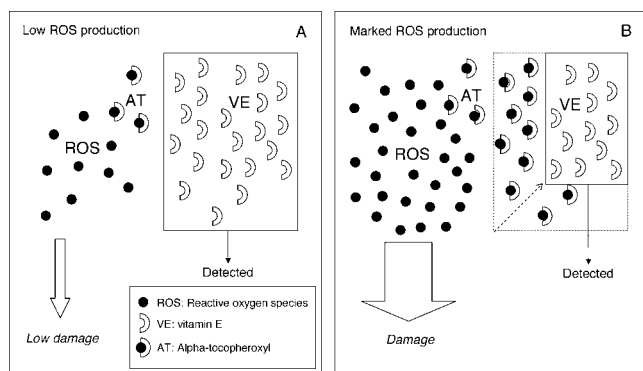 Low ROS production
A
AT
VE
ROS
Detected
Low damage
ROS: Reactive oxygen species
VE: vitamin E
AT: Alpha-tocopheroxyl
Marked ROS production
B
AT
VE
ROS
Detected
Damage